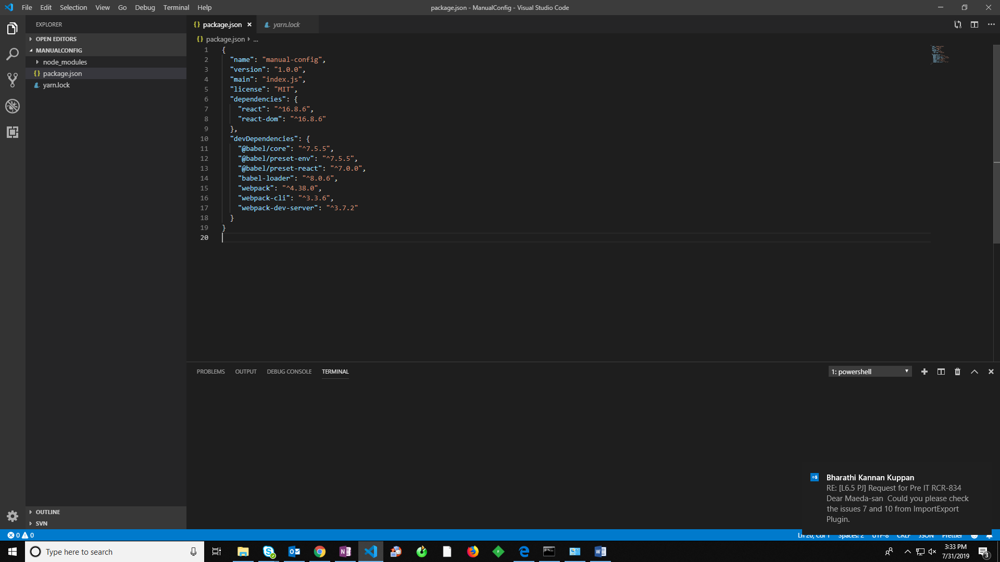 File Edit Selection View Go Debug Terminal Help
package.json - ManualConfig - Visual Studio Code
EXPLORER
OPEN EDITORS
MANUALCONFIG
node_modules
{} package.json
yarn.lock
OUTLINE
SVN
{} package.json × yarn.lock
{} package.json ...
1 {
2 "name": "manual-config",
3 "version": "1.0.0",
4 "main": "index.js",
5 "license": "MIT",
6 "dependencies": {
7 "react": "^16.8.6",
8 "react-dom": "^16.8.6"
9 },
10 "devDependencies": {
11 "@babel/core": "^7.5.5",
12 "@babel/preset-env": "^7.5.5",
13 "@babel/preset-react": "^7.0.0",
14 "babel-loader": "^8.0.6",
15 "webpack": "^4.38.0",
16 "webpack-cli": "^3.3.6",
17 "webpack-dev-server": "^3.7.2"
18 }
19 }
20
PROBLEMS OUTPUT DEBUG CONSOLE TERMINAL
1: powershell
Bharathi Kannan Kuppan
RE: [L6.5 PJ] Request for Pre IT RCR-834
Dear Maeda-san Could you please check
the issues 7 and 10 from ImportExport
Plugin.
0 0
Ln 20, Col 1 Spaces: 2 UTF-8 CRLF JSON Prettier
Type here to search
3:33 PM
7/31/2019
3